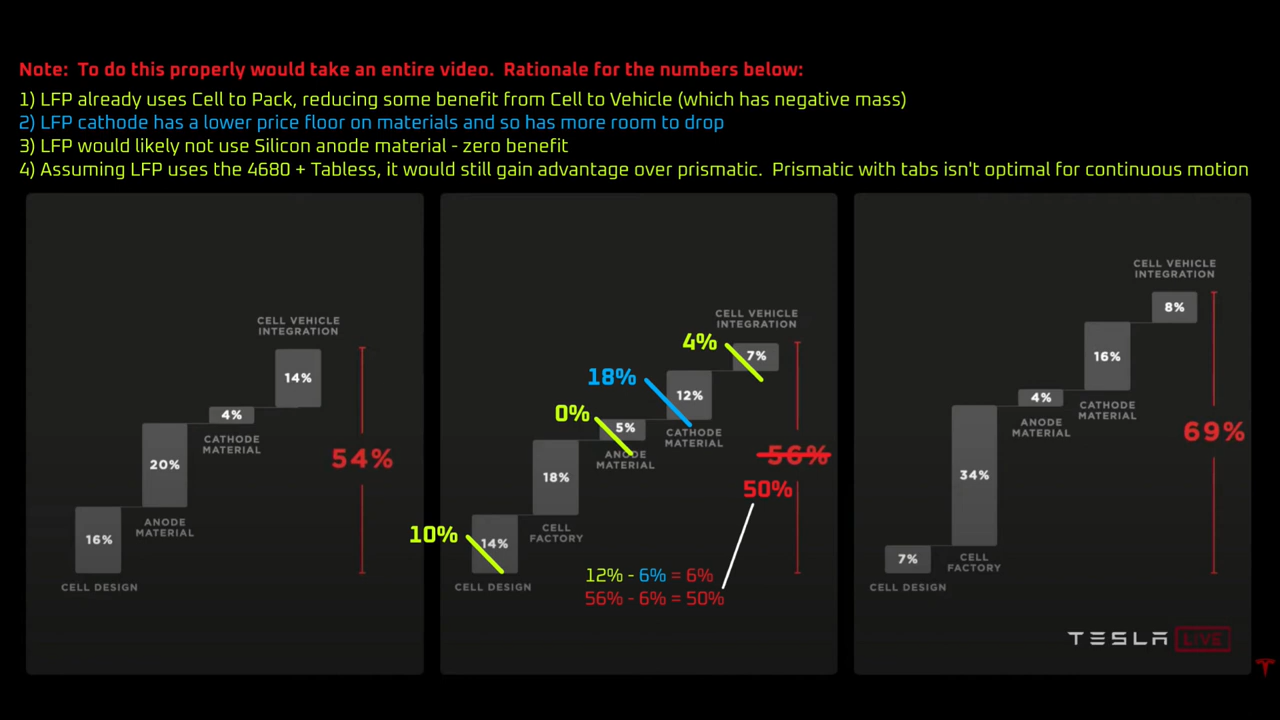 Note: To do this properly would take an entire video. Rationale for the numbers below:
1) LFP already uses Cell to Pack, reducing some benefit from Cell to Vehicle (which has negative mass)
2) LFP cathode has a lower price floor on materials and so has more room to drop
3) LFP would likely not use Silicon anode material - zero benefit
4) Assuming LFP uses the 4680 + Tabless, it would still gain advantage over prismatic. Prismatic with tabs isn't optimal for continuous motion
CELL VEHICLE
INTEGRATION
14%
4%
CATHODE
MATERIAL
20%
54%
ANODE
MATERIAL
16%
CELL DESIGN
CELL VEHICLE
INTEGRATION
4%
7%
18%
12%
0%
5%
CATHODE
MATERIAL
ANODE
MATERIAL
56%
18%
50%
CELL
FACTORY
10%
14%
CELL DESIGN
12% - 6% = 6%
56% - 6% = 50%
CELL VEHICLE
INTEGRATION
8%
16%
4%
CATHODE
MATERIAL
ANODE
MATERIAL
69%
34%
7%
CELL
FACTORY
CELL DESIGN
TESLA LIVE